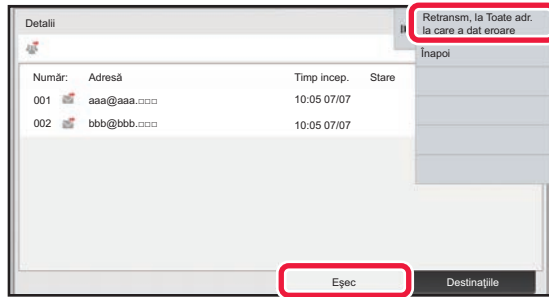 Detalii
Retransm, la Toate adr.
la care a dat eroare
Înapoi
Număr: Adresă Timp incep. Stare
001 aaa@aaa.□□□ 10:05 07/07
002 bbb@bbb.□□□ 10:05 07/07
Eşec Destinaţiile